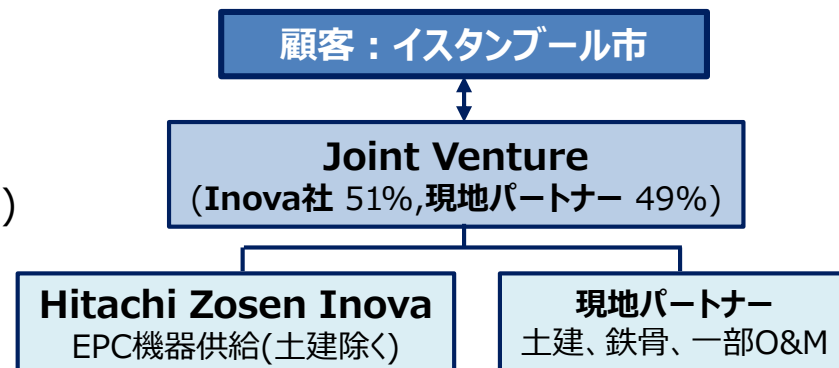 顧客：イスタンブール市
Joint Venture
(Inova社 51%,現地パートナー 49%)
)
Hitachi Zosen Inova
EPC機器供給(土建除く)
現地パートナー
土建、鉄骨、一部O&M